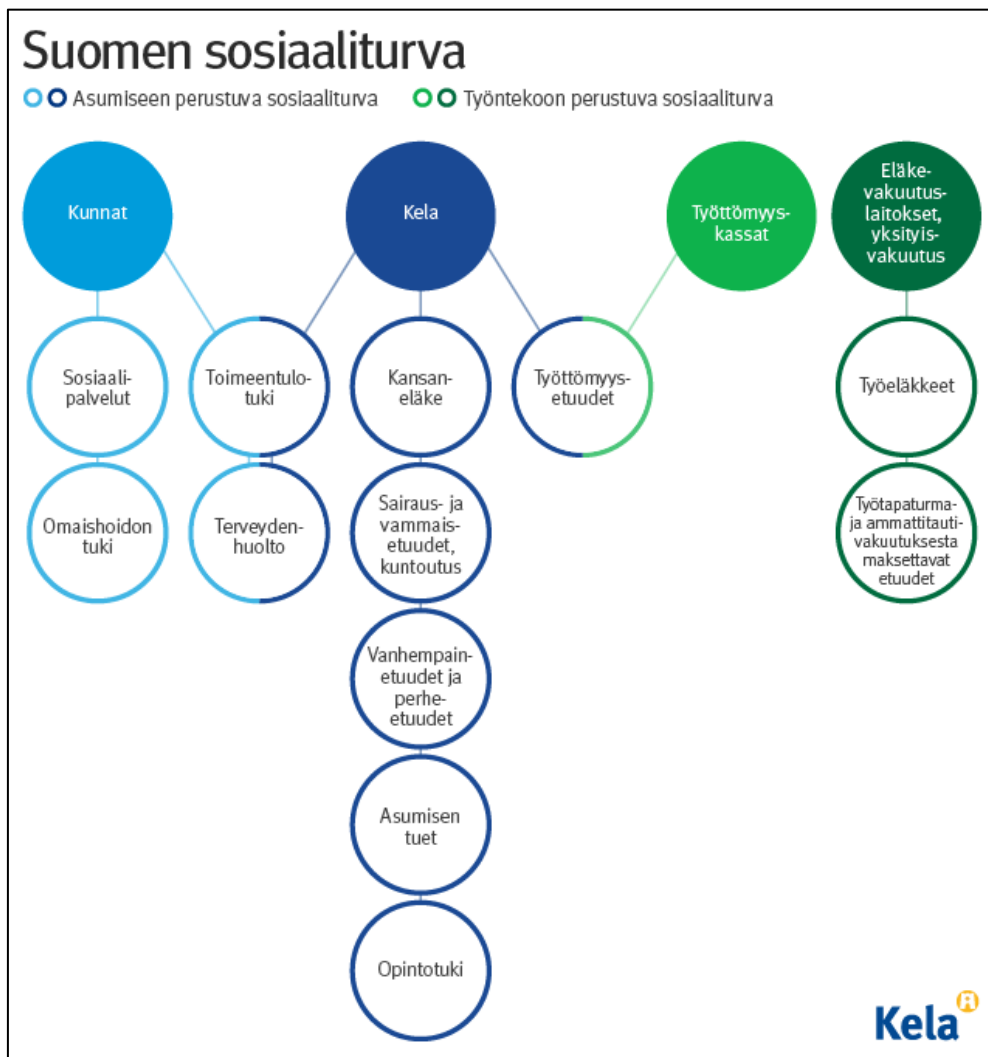 Suomen sosiaaliturva
Asumiseen perustuva sosiaaliturva
Työntekoon perustuva sosiaaliturva
Kunnat
Kela
Työttömyys-
kassat
Eläke-
vakuutus-
laitokset,
yksityis-
vakuutus
Sosiaali-
palvelut
Toimeentulo-
tuki
Kansan-
eläke
Työttömyys-
etuudet
Työeläkkeet
Omaishoidon
tuki
Terveyden-
huolto
Sairaus- ja
vammais-
etuudet,
kuntoutus
Työtapaturma-
ja ammattitauti-
vakuutuksesta
maksettavat
etuudet
Vanhempain-
etuudet ja
perhe-
etuudet
Asumisen
tuet
Opintotuki
Kela